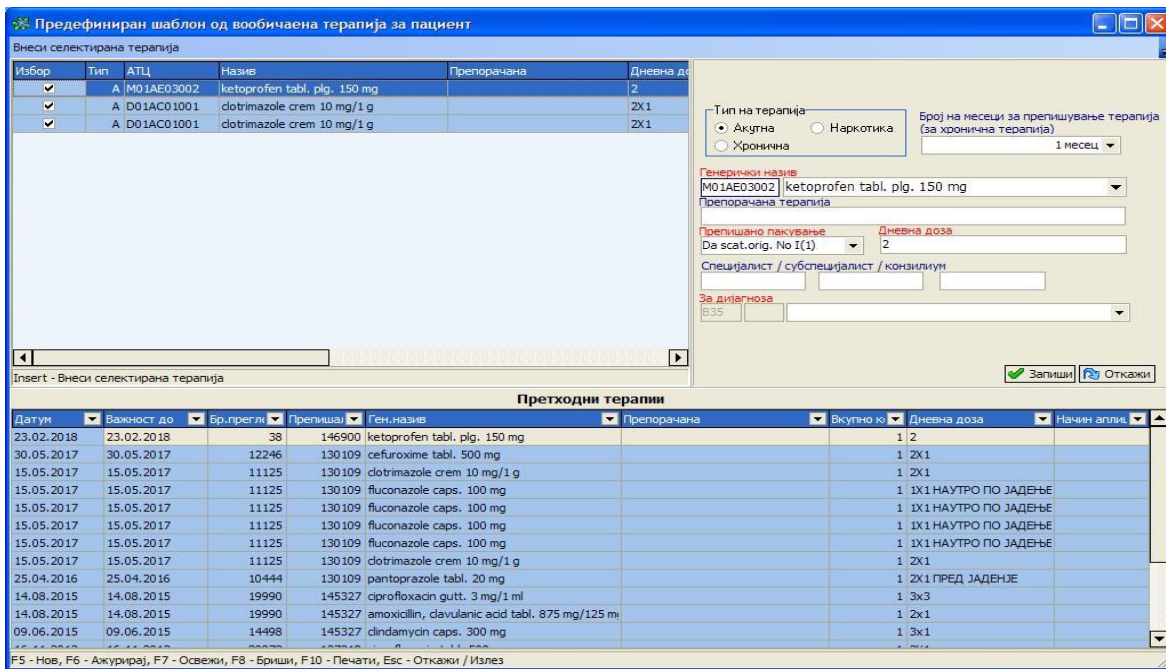 Предефиниран шаблон од вообичаена терапија за пациент
Внеси селектирана терапија
Избор Тип АТЦ Назив Препорачана Дневна до
А M01AE03002 ketoprofen tabl. plg. 150 mg 2
А D01AC01001 clotrimazole crem 10 mg/1 g 2X1
А D01AC01001 clotrimazole crem 10 mg/1 g 2X1
Insert - Внеси селектирана терапија
Тип на терапија
Акутна Наркотика
Хронична
Број на месеци за препишување терапија
(за хронична терапија)
1 месец
Генерички назив
M01AE03002 ketoprofen tabl. plg. 150 mg
Препорачана терапија
Препишано пакување Дневна доза
Da scat.orig. No I(1) 2
Специјалист / субспецијалист / конзилиум
За дијагноза
B35
Запиши Откажи
Претходни терапии
Датум Важност до Бр.прегле Препишал Ген.назив Препорачана Вкупно ко Дневна доза Начин аплиц
23.02.2018 23.02.2018 38 146900 ketoprofen tabl. plg. 150 mg 1 2
30.05.2017 30.05.2017 12246 130109 cefuroxime tabl. 500 mg 1 2X1
15.05.2017 15.05.2017 11125 130109 clotrimazole crem 10 mg/1 g 1 2X1
15.05.2017 15.05.2017 11125 130109 fluconazole caps. 100 mg 1 1X1 НАУТРО ПО ЈАДЕЊЕ
15.05.2017 15.05.2017 11125 130109 fluconazole caps. 100 mg 1 1X1 НАУТРО ПО ЈАДЕЊЕ
15.05.2017 15.05.2017 11125 130109 fluconazole caps. 100 mg 1 1X1 НАУТРО ПО ЈАДЕЊЕ
15.05.2017 15.05.2017 11125 130109 fluconazole caps. 100 mg 1 1X1 НАУТРО ПО ЈАДЕЊЕ
15.05.2017 15.05.2017 11125 130109 clotrimazole crem 10 mg/1 g 1 2X1
25.04.2016 25.04.2016 10444 130109 pantoprazole tabl. 20 mg 1 2X1 ПРЕД ЈАДЕЊЕ
14.08.2015 14.08.2015 19990 145327 ciprofloxacin gutt. 3 mg/1 ml 1 3x3
14.08.2015 14.08.2015 19990 145327 amoxicillin, clavulanic acid tabl. 875 mg/125 m 1 2x1
09.06.2015 09.06.2015 14498 145327 clindamycin caps. 300 mg 1 3x1
F5 - Нов, F6 - Ажурирај, F7 - Освежи, F8 - Бриши, F10 - Печати, Esc - Откажи / Излез